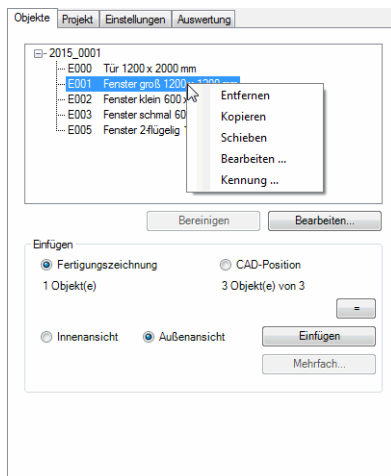 Objekte Projekt Einstellungen Auswertung
2015_0001
E000 Tür 1200 x 2000 mm
E001 Fenster groß 1200 x 1200 mm
E002 Fenster klein 600 x
E003 Fenster schmal 60
E005 Fenster 2-flügelig
Entfernen
Kopieren
Schieben
Bearbeiten ...
Kennung ...
Bereinigen Bearbeiten...
Einfügen
Fertigungszeichnung CAD-Position
1 Objekt(e) 3 Objekt(e) von 3
=
Innenansicht Außenansicht Einfügen
Mehrfach...